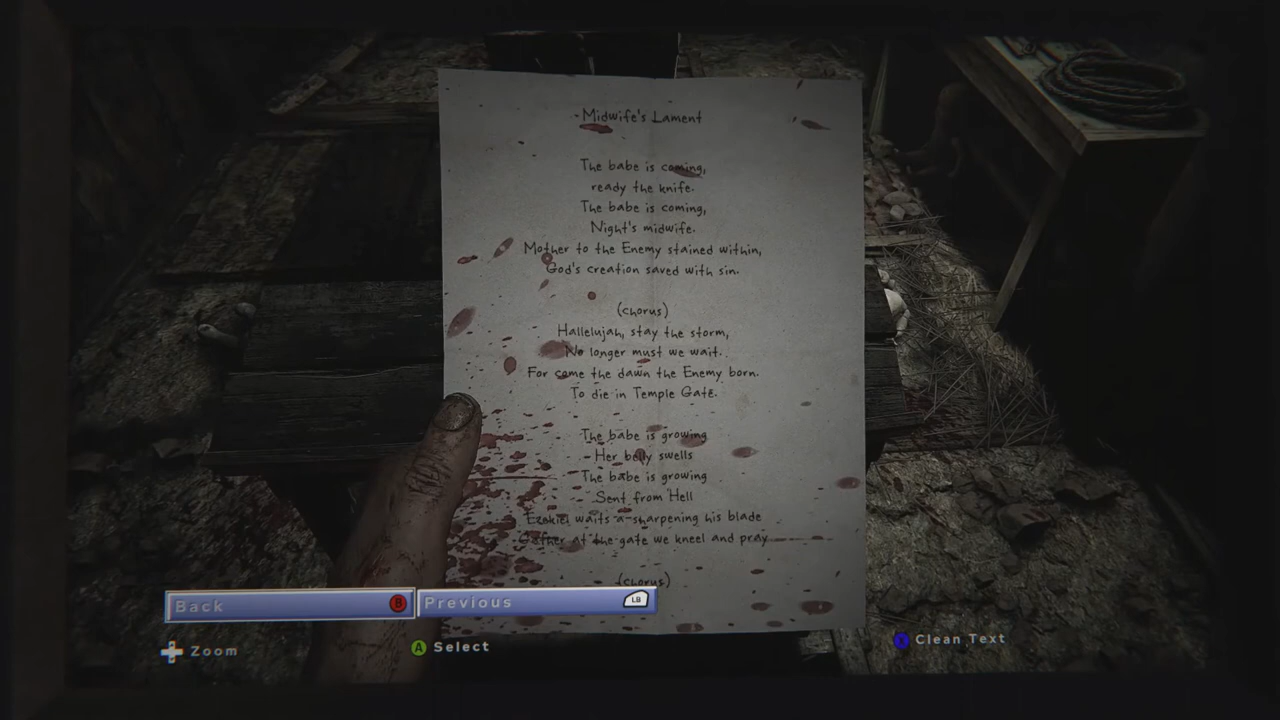 Midwife's Lament
The babe is coming,
ready the knife.
The babe is coming,
Night's midwife.
Mother to the Enemy stained within,
God's creation saved with sin.
(chorus)
Hallelujah, stay the storm,
No longer must we wait.
For come the dawn the Enemy born.
To die in Temple Gate.
The babe is growing
Her belly swells
The babe is growing
Sent from Hell
Ezekiel waits a-sharpening his blade
Gather at the gate we kneel and pray
(chorus)
Back B Previous LB
Zoom A Select X Clean Text